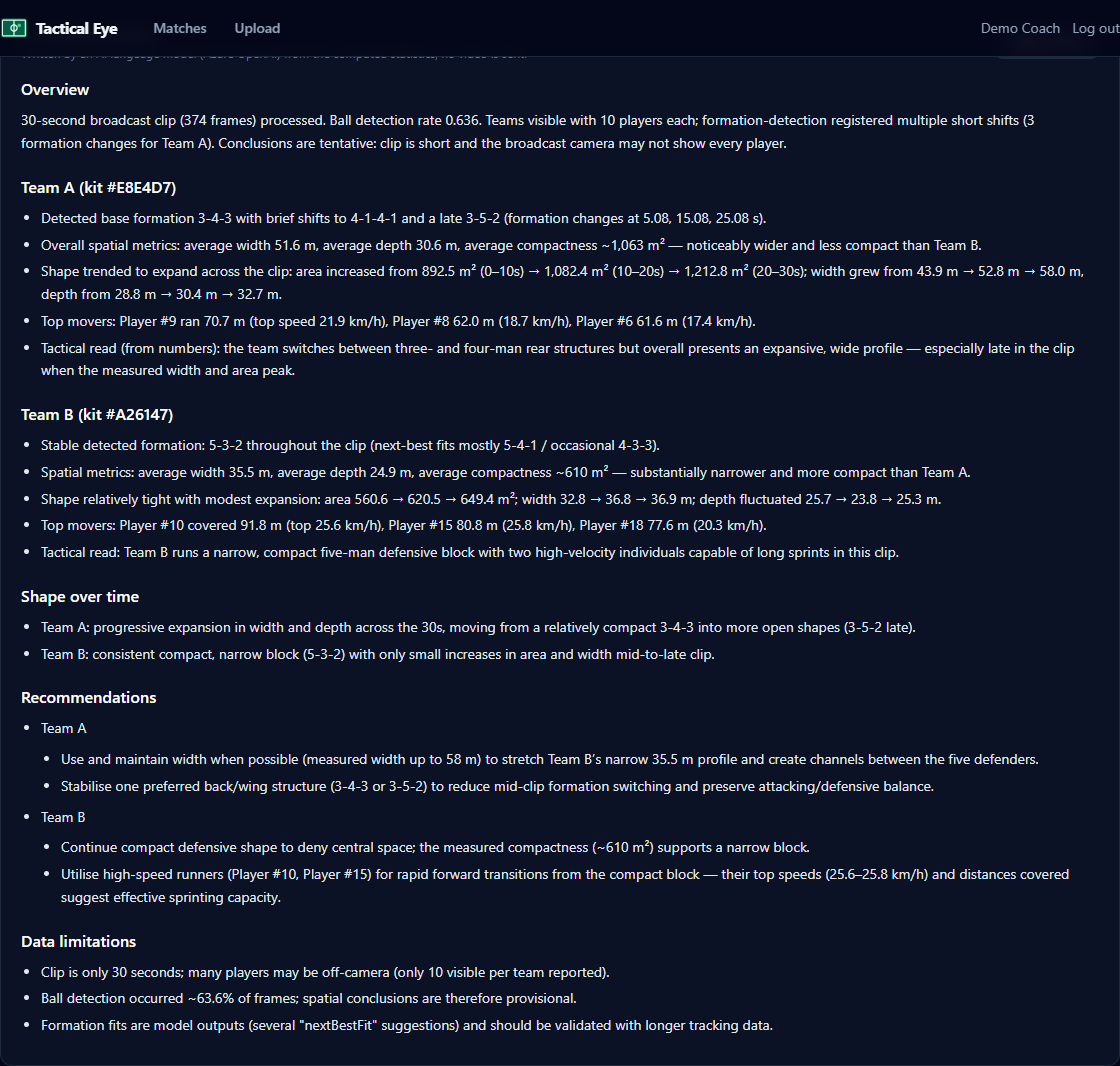 Tactical Eye Matches Upload Demo Coach Log out
Overview
30-second broadcast clip (374 frames) processed. Ball detection rate 0.636. Teams visible with 10 players each; formation-detection registered multiple short shifts (3
formation changes for Team A). Conclusions are tentative: clip is short and the broadcast camera may not show every player.
Team A (kit #E8E4D7)
• Detected base formation 3-4-3 with brief shifts to 4-1-4-1 and a late 3-5-2 (formation changes at 5.08, 15.08, 25.08 s).
• Overall spatial metrics: average width 51.6 m, average depth 30.6 m, average compactness ~1,063 m² — noticeably wider and less compact than Team B.
• Shape trended to expand across the clip: area increased from 892.5 m² (0–10s) → 1,082.4 m² (10–20s) → 1,212.8 m² (20–30s); width grew from 43.9 m → 52.8 m → 58.0 m,
depth from 28.8 m → 30.4 m → 32.7 m.
• Top movers: Player #9 ran 70.7 m (top speed 21.9 km/h), Player #8 62.0 m (18.7 km/h), Player #6 61.6 m (17.4 km/h).
• Tactical read (from numbers): the team switches between three- and four-man rear structures but overall presents an expansive, wide profile — especially late in the clip
when the measured width and area peak.
Team B (kit #A26147)
• Stable detected formation: 5-3-2 throughout the clip (next-best fits mostly 5-4-1 / occasional 4-3-3).
• Spatial metrics: average width 35.5 m, average depth 24.9 m, average compactness ~610 m² — substantially narrower and more compact than Team A.
• Shape relatively tight with modest expansion: area 560.6 → 620.5 → 649.4 m²; width 32.8 → 36.8 → 36.9 m; depth fluctuated 25.7 → 23.8 → 25.3 m.
• Top movers: Player #10 covered 91.8 m (top 25.6 km/h), Player #15 80.8 m (25.8 km/h), Player #18 77.6 m (20.3 km/h).
• Tactical read: Team B runs a narrow, compact five-man defensive block with two high-velocity individuals capable of long sprints in this clip.
Shape over time
• Team A: progressive expansion in width and depth across the 30s, moving from a relatively compact 3-4-3 into more open shapes (3-5-2 late).
• Team B: consistent compact, narrow block (5-3-2) with only small increases in area and width mid-to-late clip.
Recommendations
• Team A
• Use and maintain width when possible (measured width up to 58 m) to stretch Team B's narrow 35.5 m profile and create channels between the five defenders.
• Stabilise one preferred back/wing structure (3-4-3 or 3-5-2) to reduce mid-clip formation switching and preserve attacking/defensive balance.
• Team B
• Continue compact defensive shape to deny central space; the measured compactness (~610 m²) supports a narrow block.
• Utilise high-speed runners (Player #10, Player #15) for rapid forward transitions from the compact block — their top speeds (25.6–25.8 km/h) and distances covered
suggest effective sprinting capacity.
Data limitations
• Clip is only 30 seconds; many players may be off-camera (only 10 visible per team reported).
• Ball detection occurred ~63.6% of frames; spatial conclusions are therefore provisional.
• Formation fits are model outputs (several "nextBestFit" suggestions) and should be validated with longer tracking data.